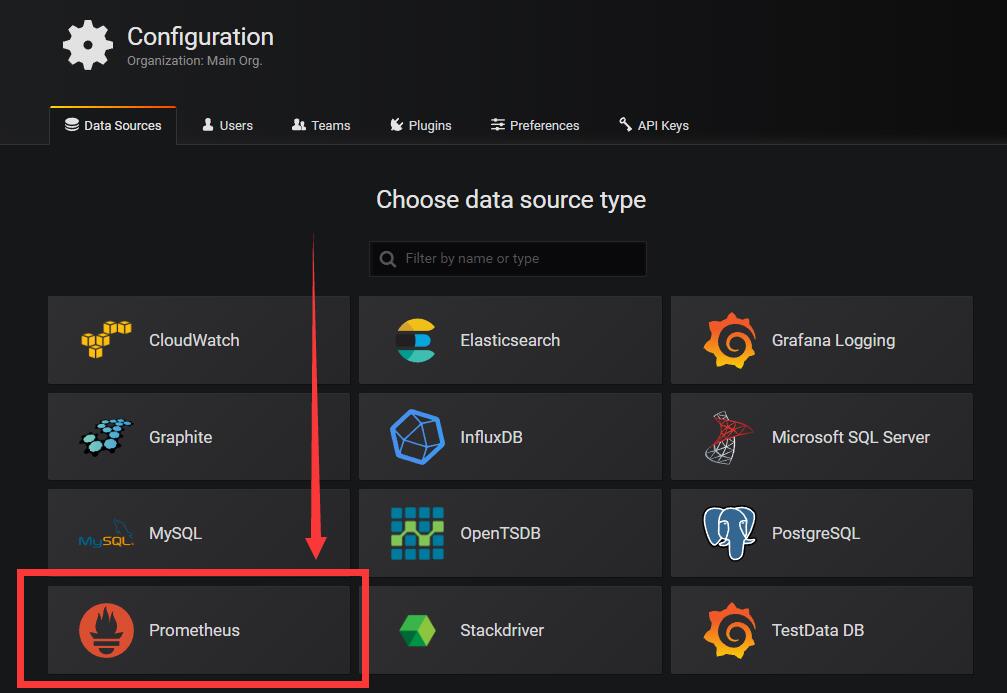 Configuration
Organization: Main Org.
Data Sources Users Teams Plugins Preferences API Keys
Choose data source type
Filter by name or type
CloudWatch Elasticsearch Grafana Logging
Graphite InfluxDB Microsoft SQL Server
MySQL MySQL OpenTSDB PostgreSQL
Prometheus Stackdriver TestData DB